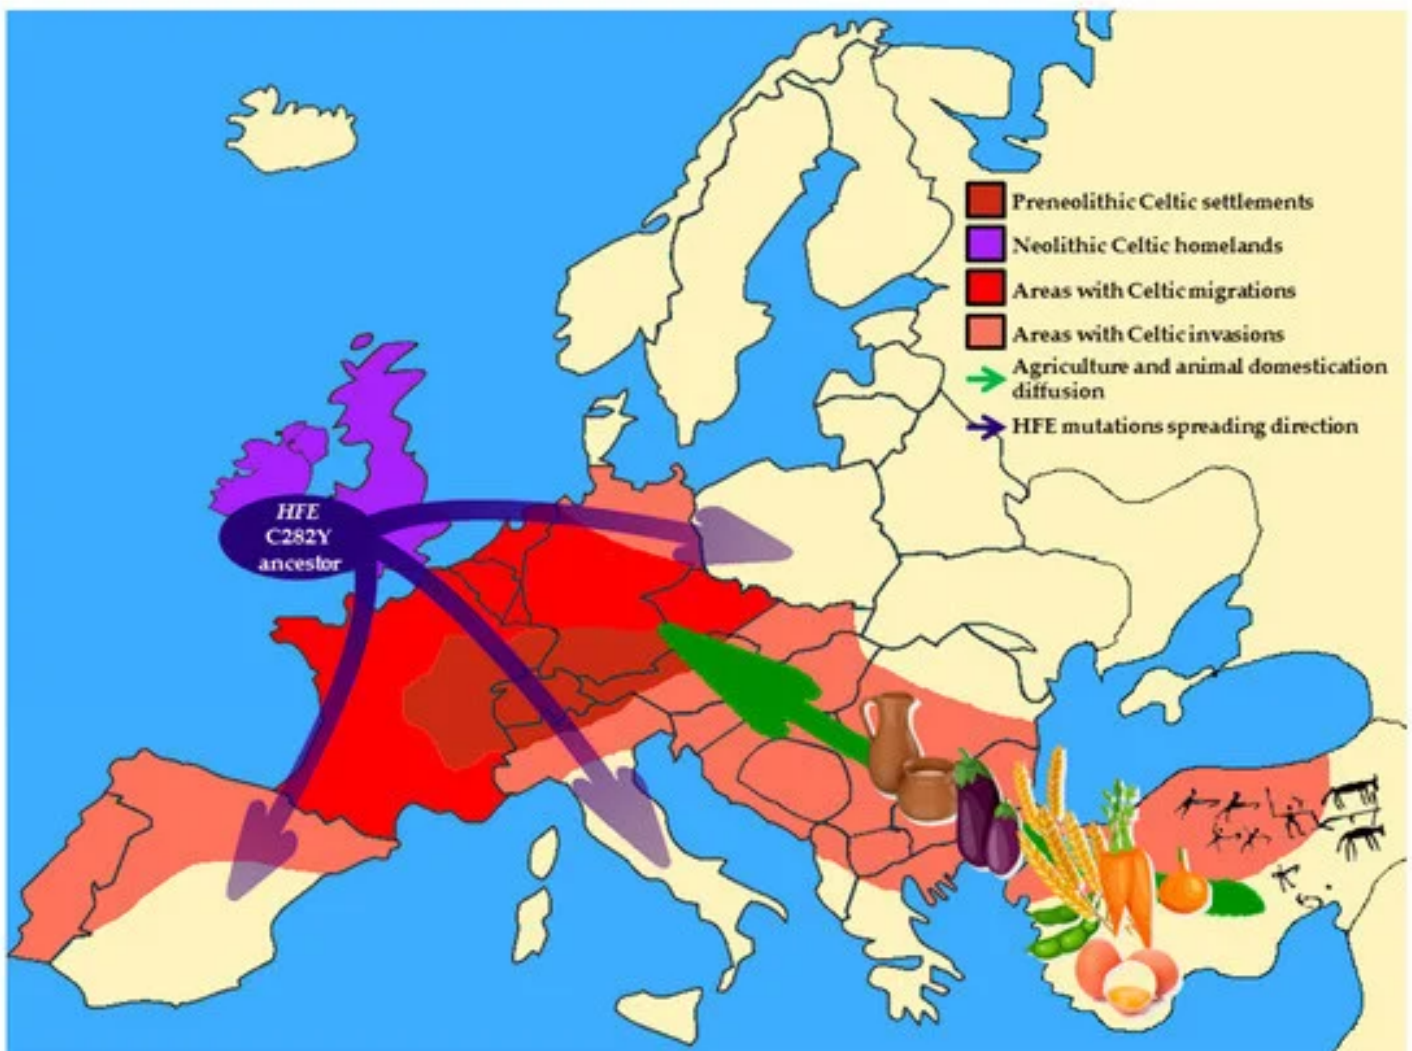 Preneolithic Celtic settlements
Neolithic Celtic homelands
Areas with Celtic migrations
Areas with Celtic invasions
Agriculture and animal domestication
diffusion
HFE mutations spreading direction
HFE
C282Y
ancestor